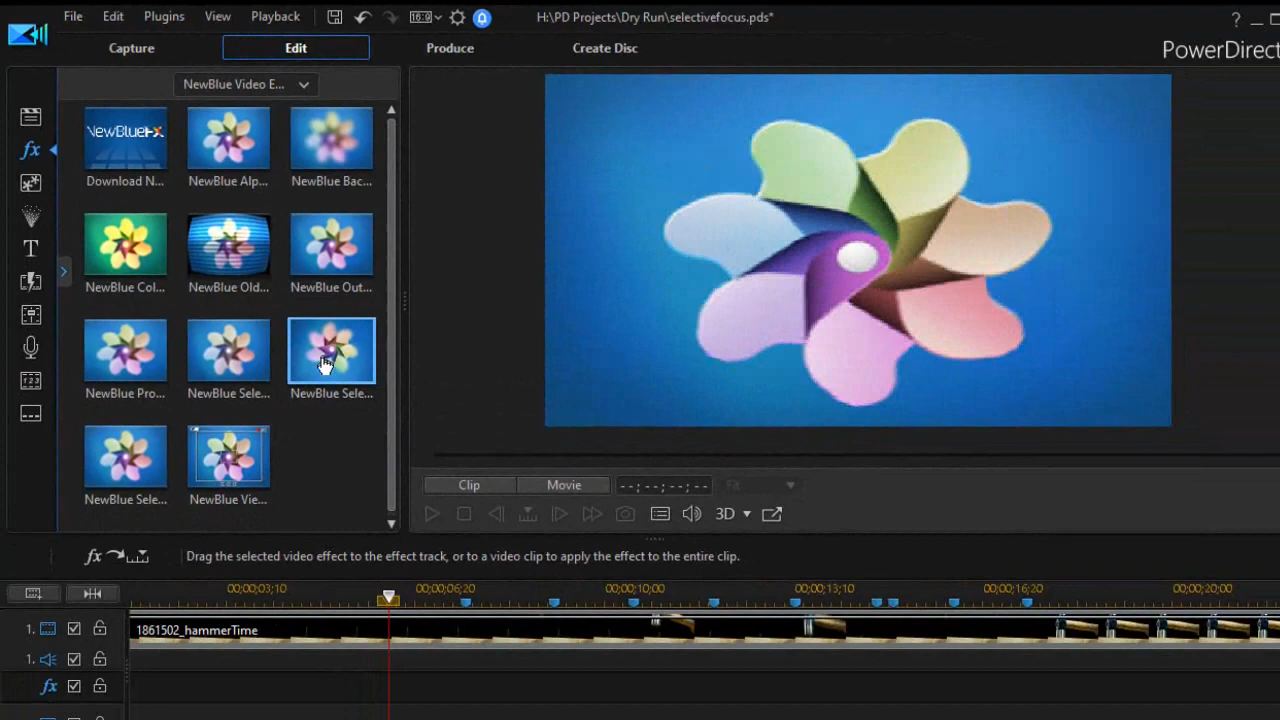 File Edit Plugins View Playback 16:9 H:\PD Projects\Dry Run\selectivefocus.pds* ?
Capture Edit Produce Create Disc PowerDirect
NewBlue Video E...
NewBlueFX
Download N... NewBlue Alp... NewBlue Bac...
NewBlue Col... NewBlue Old... NewBlue Out...
NewBlue Pro... NewBlue Sele... NewBlue Sele...
NewBlue Sele... NewBlue Vie...
Clip Movie --;--;--;-- Fit
3D
fx Drag the selected video effect to the effect track, or to a video clip to apply the effect to the entire clip.
00;00;03;10 00;00;06;20 00;00;10;00 00;00;13;10 00;00;16;20 00;00;20;00
1. 1861502_hammerTime
1.
fx